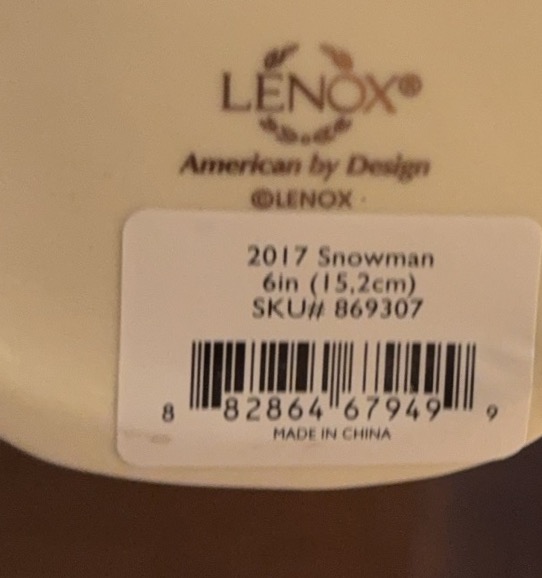 LENOX®
American by Design
©LENOX
2017 Snowman
6in (15,2cm)
SKU# 869307
8 82864 67949 9
MADE IN CHINA